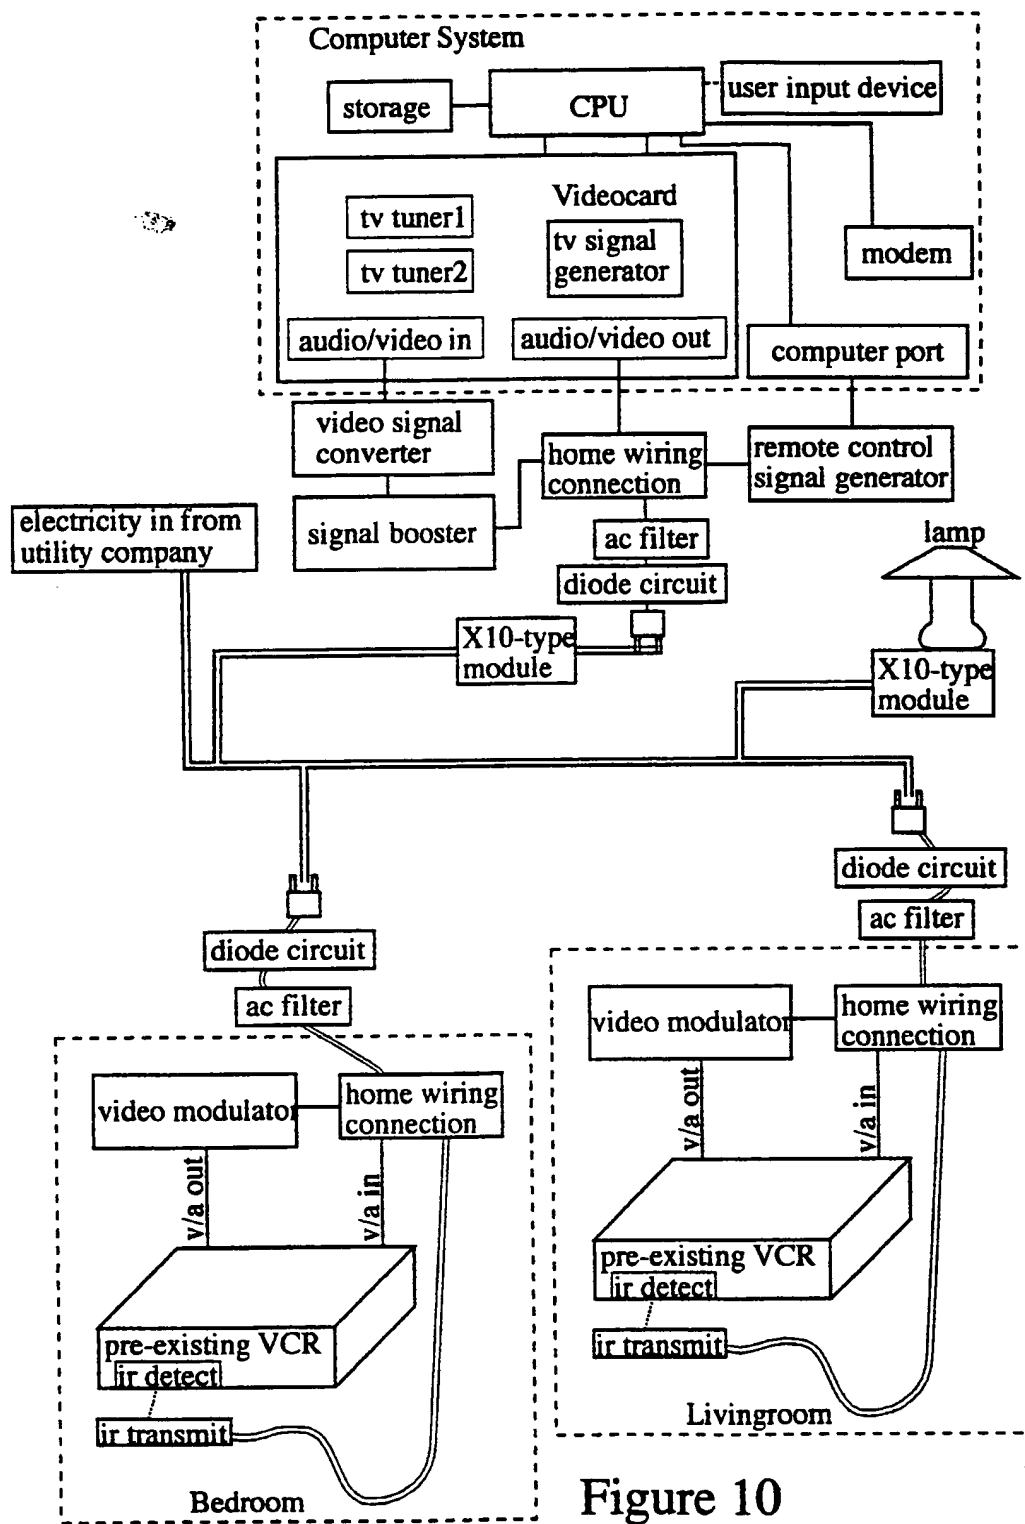 Computer System
storage
CPU
user input device
Videocard
tv tuner1
tv signal
generator
tv tuner2
modem
audio/video in
audio/video out
computer port
video signal
converter
home wiring
connection
remote control
signal generator
electricity in from
utility company
signal booster
ac filter
lamp
diode circuit
X10-type
module
X10-type
module
diode circuit
ac filter
diode circuit
ac filter
video modulator
home wiring
connection
v/a out
v/a in
pre-existing VCR
ir detect
ir transmit
Livingroom
video modulator
home wiring
connection
v/a out
v/a in
pre-existing VCR
ir detect
ir transmit
Bedroom
Figure 10